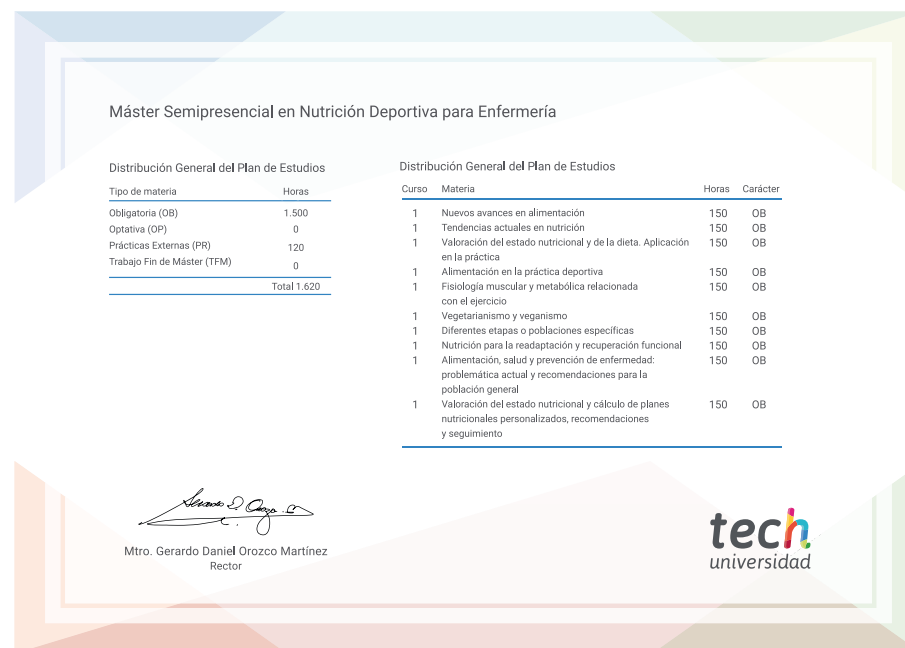 Máster Semipresencial en Nutrición Deportiva para Enfermería
Distribución General del Plan de Estudios
Tipo de materia Horas
Obligatoria (OB) 1.500
Optativa (OP) 0
Prácticas Externas (PR) 120
Trabajo Fin de Máster (TFM) 0
Total 1.620
Distribución General del Plan de Estudios
Curso Materia Horas Carácter
1 Nuevos avances en alimentación 150 OB
1 Tendencias actuales en nutrición 150 OB
1 Valoración del estado nutricional y de la dieta. Aplicación 150 OB
en la práctica
1 Alimentación en la práctica deportiva 150 OB
1 Fisiología muscular y metabólica relacionada 150 OB
con el ejercicio
1 Vegetarianismo y veganismo 150 OB
1 Diferentes etapas o poblaciones específicas 150 OB
1 Nutrición para la readaptación y recuperación funcional 150 OB
1 Alimentación, salud y prevención de enfermedad: 150 OB
problemática actual y recomendaciones para la
población general
1 Valoración del estado nutricional y cálculo de planes 150 OB
nutricionales personalizados, recomendaciones
y seguimiento
Mtro. Gerardo Daniel Orozco Martínez
Rector
tech
universidad